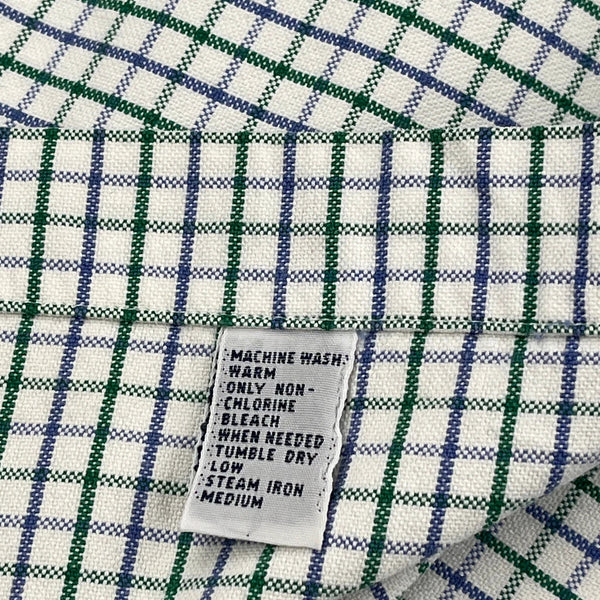 MACHINE WASH
WARM
ONLY NON-
CHLORINE
BLEACH
WHEN NEEDED
TUMBLE DRY
LOW
STEAM IRON
MEDIUM